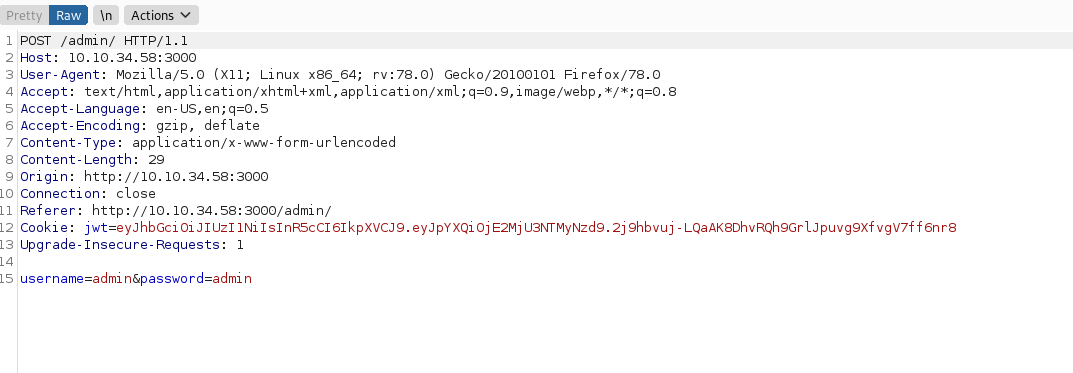 Pretty Raw \n Actions
1 POST /admin/ HTTP/1.1
2 Host: 10.10.34.58:3000
3 User-Agent: Mozilla/5.0 (X11; Linux x86_64; rv:78.0) Gecko/20100101 Firefox/78.0
4 Accept: text/html,application/xhtml+xml,application/xml;q=0.9,image/webp,*/*;q=0.8
5 Accept-Language: en-US,en;q=0.5
6 Accept-Encoding: gzip, deflate
7 Content-Type: application/x-www-form-urlencoded
8 Content-Length: 29
9 Origin: http://10.10.34.58:3000
10 Connection: close
11 Referer: http://10.10.34.58:3000/admin/
12 Cookie: jwt=eyJhbGciOiJIUzI1NiIsInR5cCI6IkpXVCJ9.eyJpYXQiOjE2MjU3NTMyNzd9.2j9hbvuj-LQaAK8DhvRQh9GrlJpuvg9XfvgV7ff6nr8
13 Upgrade-Insecure-Requests: 1
14
15 username=admin&password=admin